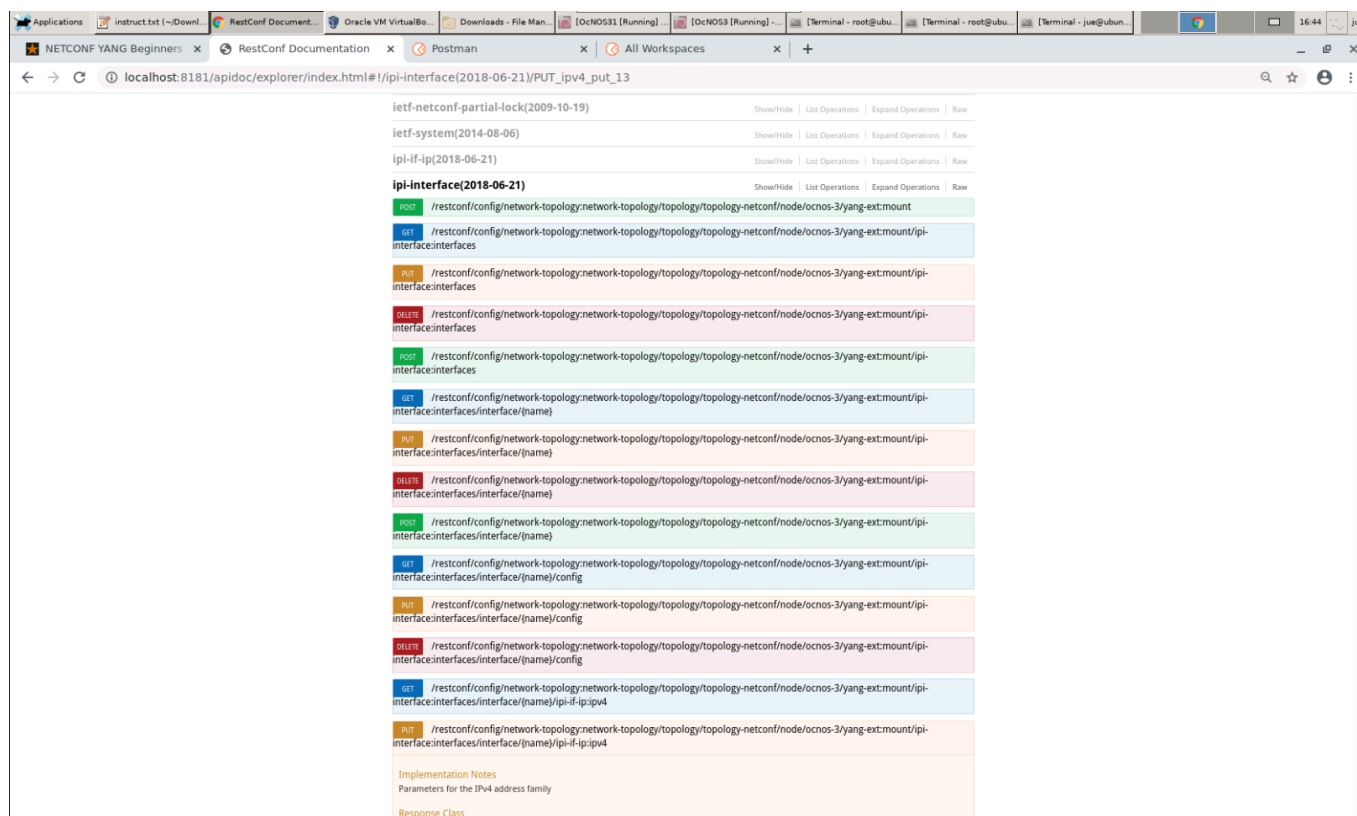 Applications
instruct.txt (~/Downl...
RestConf Document...
Oracle VM VirtualBo...
Downloads - File Man...
[OcNOS31 [Running] ...
[OcNOS3 [Running] -...
[Terminal - root@ubu...
[Terminal - root@ubu...
[Terminal - jue@ubun...
16:44
NETCONF YANG Beginners
RestConf Documentation
Postman
All Workspaces
localhost:8181/apidoc/explorer/index.html#!/ipi-interface(2018-06-21)/PUT_ipv4_put_13
ietf-netconf-partial-lock(2009-10-19) Show/Hide List Operations Expand Operations Raw
ietf-system(2014-08-06) Show/Hide List Operations Expand Operations Raw
ipi-if-ip(2018-06-21) Show/Hide List Operations Expand Operations Raw
ipi-interface(2018-06-21) Show/Hide List Operations Expand Operations Raw
POST /restconf/config/network-topology:network-topology/topology/topology-netconf/node/ocnos-3/yang-ext:mount
GET /restconf/config/network-topology:network-topology/topology/topology-netconf/node/ocnos-3/yang-ext:mount/ipi-
interface:interfaces
PUT /restconf/config/network-topology:network-topology/topology/topology-netconf/node/ocnos-3/yang-ext:mount/ipi-
interface:interfaces
DELETE /restconf/config/network-topology:network-topology/topology/topology-netconf/node/ocnos-3/yang-ext:mount/ipi-
interface:interfaces
POST /restconf/config/network-topology:network-topology/topology/topology-netconf/node/ocnos-3/yang-ext:mount/ipi-
interface:interfaces
GET /restconf/config/network-topology:network-topology/topology/topology-netconf/node/ocnos-3/yang-ext:mount/ipi-
interface:interfaces/interface/{name}
PUT /restconf/config/network-topology:network-topology/topology/topology-netconf/node/ocnos-3/yang-ext:mount/ipi-
interface:interfaces/interface/{name}
DELETE /restconf/config/network-topology:network-topology/topology/topology-netconf/node/ocnos-3/yang-ext:mount/ipi-
interface:interfaces/interface/{name}
POST /restconf/config/network-topology:network-topology/topology/topology-netconf/node/ocnos-3/yang-ext:mount/ipi-
interface:interfaces/interface/{name}
GET /restconf/config/network-topology:network-topology/topology/topology-netconf/node/ocnos-3/yang-ext:mount/ipi-
interface:interfaces/interface/{name}/config
PUT /restconf/config/network-topology:network-topology/topology/topology-netconf/node/ocnos-3/yang-ext:mount/ipi-
interface:interfaces/interface/{name}/config
DELETE /restconf/config/network-topology:network-topology/topology/topology-netconf/node/ocnos-3/yang-ext:mount/ipi-
interface:interfaces/interface/{name}/config
GET /restconf/config/network-topology:network-topology/topology/topology-netconf/node/ocnos-3/yang-ext:mount/ipi-
interface:interfaces/interface/{name}/ipi-if-ip:ipv4
PUT /restconf/config/network-topology:network-topology/topology/topology-netconf/node/ocnos-3/yang-ext:mount/ipi-
interface:interfaces/interface/{name}/ipi-if-ip:ipv4
Implementation Notes
Parameters for the IPv4 address family
Response Class